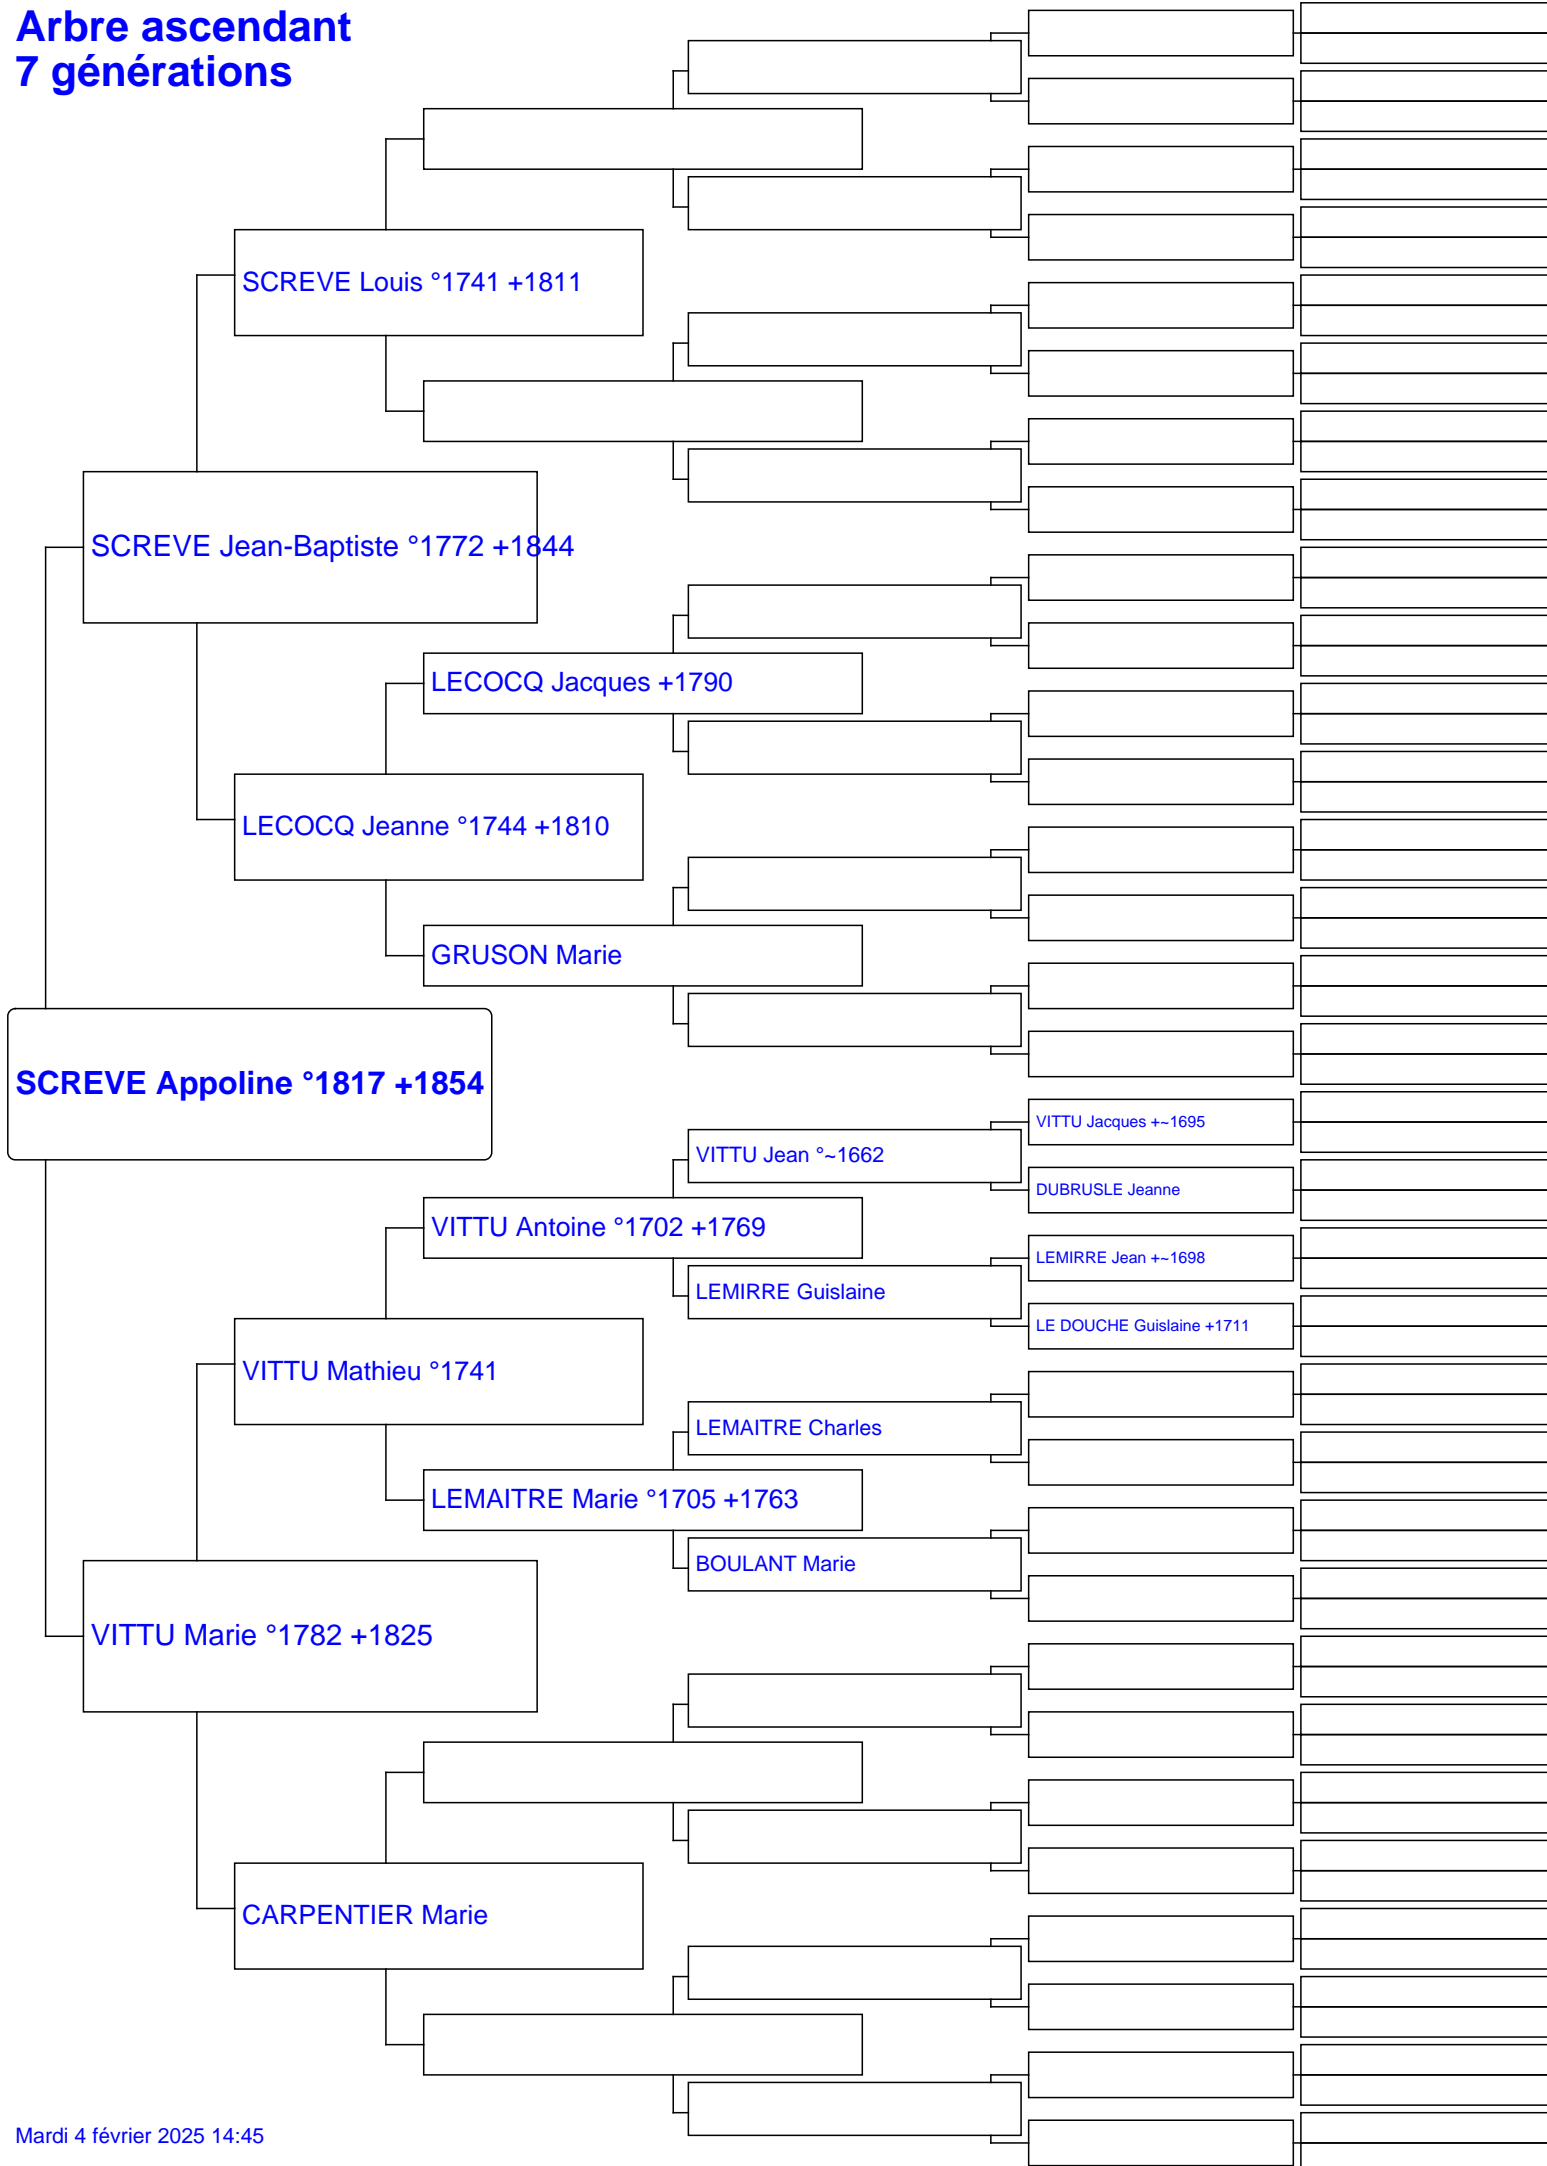 Arbre ascendant
7 générations
SCREVE Louis °1741 +1811
SCREVE Jean-Baptiste °1772 +1844
LECOCQ Jacques +1790
LECOCQ Jeanne °1744 +1810
GRUSON Marie
SCREVE Appoline °1817 +1854
VITTU Jacques +~1695
VITTU Jean °~1662
DUBRUSLE Jeanne
VITTU Antoine °1702 +1769
LEMIRRE Jean +~1698
LEMIRRE Guislaine
LE DOUCHE Guislaine +1711
VITTU Mathieu °1741
LEMAITRE Charles
LEMAITRE Marie °1705 +1763
BOULANT Marie
VITTU Marie °1782 +1825
CARPENTIER Marie
Mardi 4 février 2025 14:45